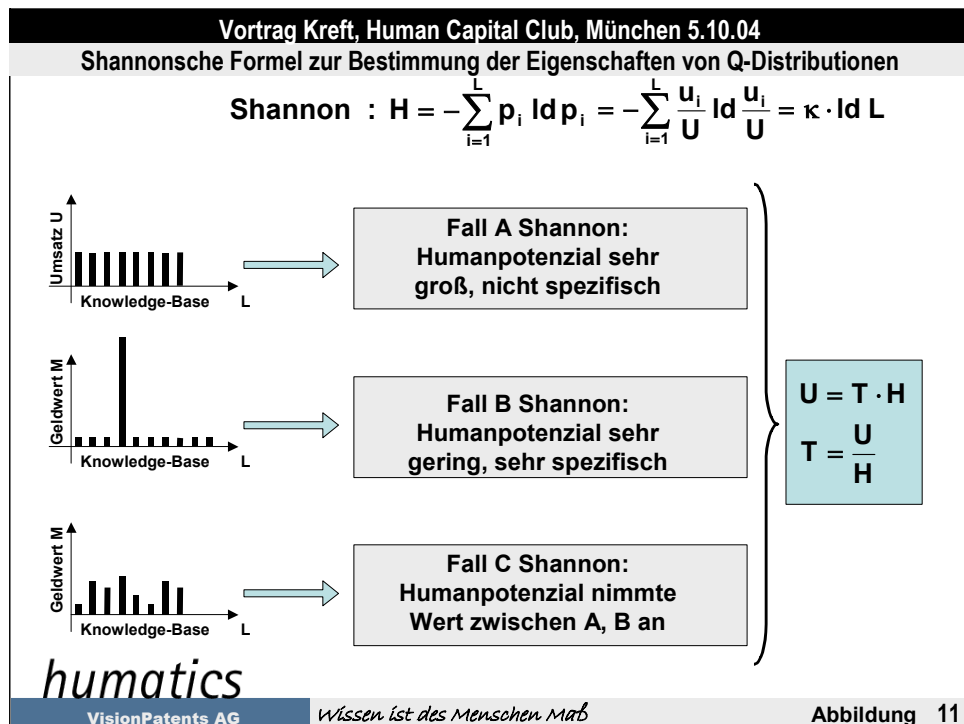 Vortrag Kreft, Human Capital Club, München 5.10.04
Shannonsche Formel zur Bestimmung der Eigenschaften von Q-Distributionen
Shannon : H = −∑_{i=1}^{L} p_i ld p_i = −∑_{i=1}^{L} u_i/U ld u_i/U = κ · ld L
Umsatz U
Knowledge-Base L
Fall A Shannon:
Humanpotenzial sehr
groß, nicht spezifisch
Geldwert M
Knowledge-Base L
Fall B Shannon:
Humanpotenzial sehr
gering, sehr spezifisch
U = T · H
T = U/H
Geldwert M
Knowledge-Base L
Fall C Shannon:
Humanpotenzial nimmte
Wert zwischen A, B an
humatics
VisionPatents AG
Wissen ist des Menschen Maß
Abbildung 11